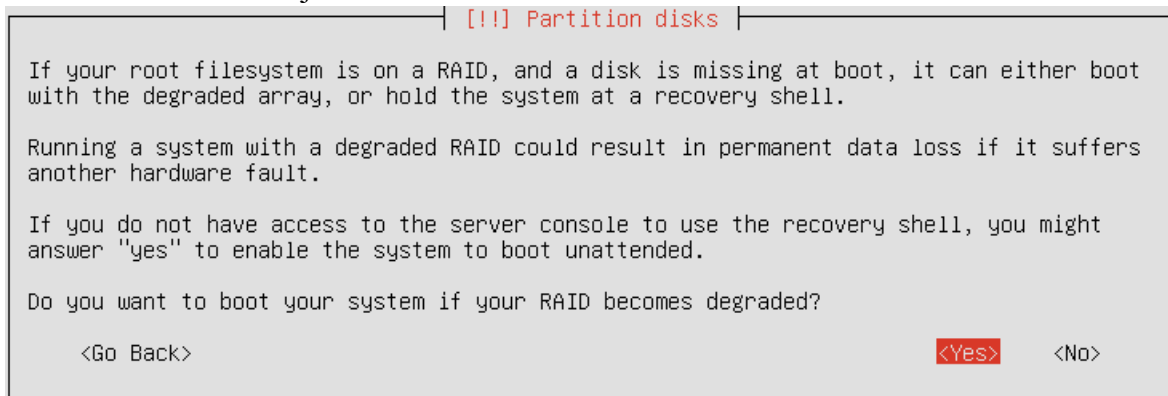 [!!] Partition disks
If your root filesystem is on a RAID, and a disk is missing at boot, it can either boot
with the degraded array, or hold the system at a recovery shell.
Running a system with a degraded RAID could result in permanent data loss if it suffers
another hardware fault.
If you do not have access to the server console to use the recovery shell, you might
answer "yes" to enable the system to boot unattended.
Do you want to boot your system if your RAID becomes degraded?
<Go Back> <Yes> <No>